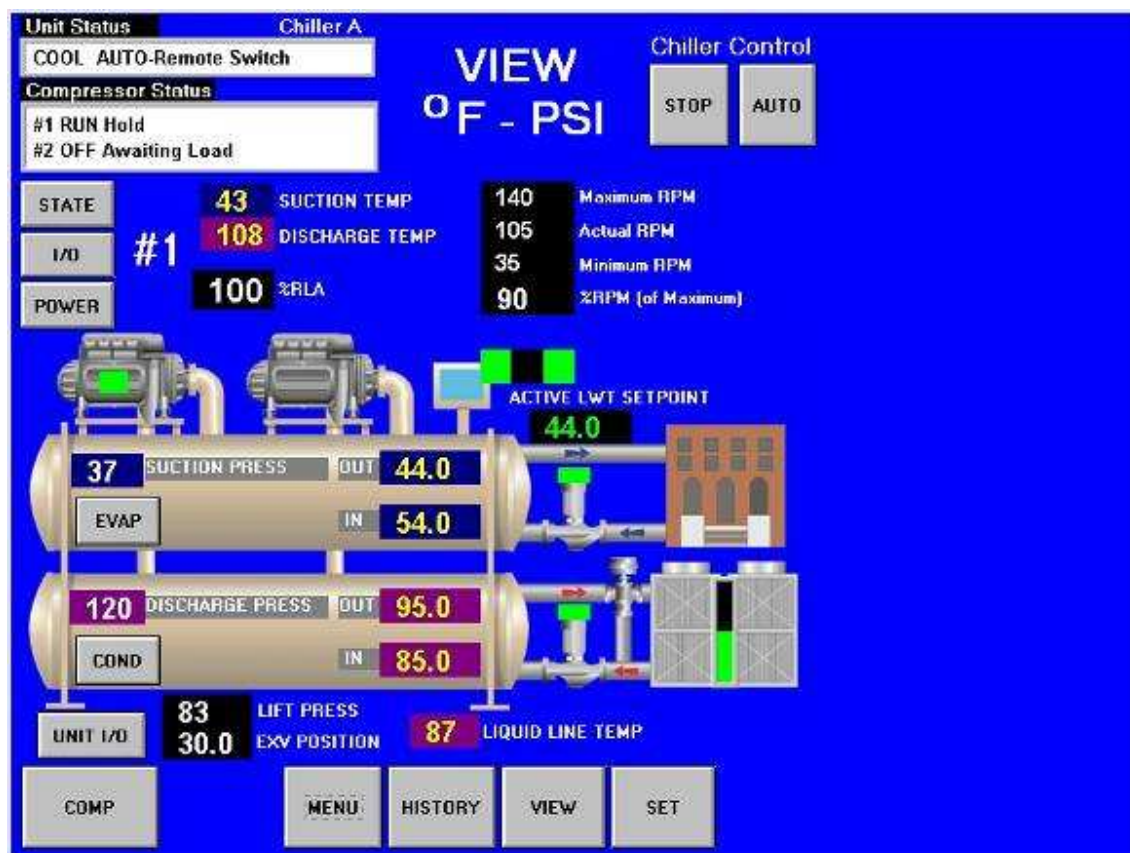 Unit Status Chiller A
COOL AUTO-Remote Switch
Compressor Status
#1 RUN Hold
#2 OFF Awaiting Load
VIEW
°F - PSI
Chiller Control
STOP AUTO
STATE
I/O
POWER
#1
43 SUCTION TEMP
108 DISCHARGE TEMP
100 %RLA
140 Maximum RPM
105 Actual RPM
35 Minimum RPM
90 %RPM (of Maximum)
ACTIVE LWT SETPOINT
44.0
37 SUCTION PRESS OUT 44.0
EVAP IN 54.0
120 DISCHARGE PRESS OUT 95.0
COND IN 85.0
UNIT I/O
83 LIFT PRESS
30.0 EXV POSITION
87 LIQUID LINE TEMP
COMP MENU HISTORY VIEW SET